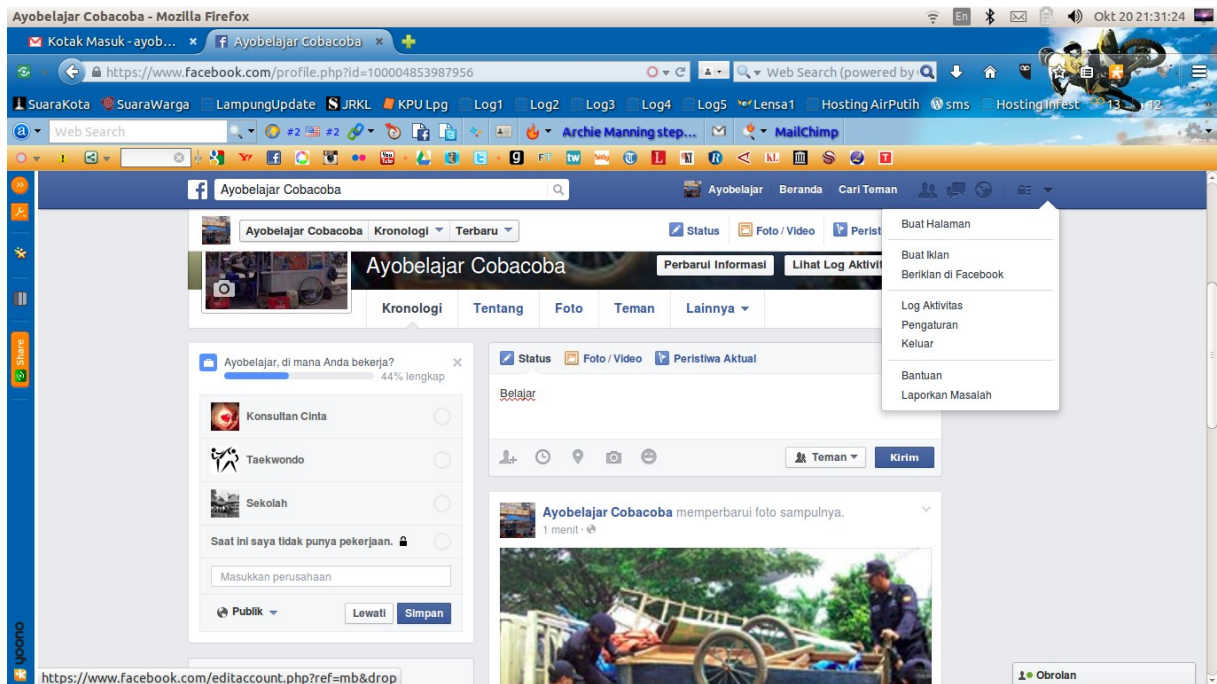 Ayobelajar Cobacoba - Mozilla Firefox
En
Okt 20 21:31:24
Kotak Masuk - ayob... ×
Ayobelajar Cobacoba ×
https://www.facebook.com/profile.php?id=100004853987956
Web Search (powered by
SuaraKota SuaraWarga LampungUpdate JRKL KPU Lpg Log1 Log2 Log3 Log4 Log5 Lensa1 Hosting AirPutih sms Hosting Infest 13 12
Web Search #2 #2 Archie Manning step... MailChimp
Ayobelajar Cobacoba
Ayobelajar Beranda Cari Teman
Ayobelajar Cobacoba Kronologi Terbaru
Status Foto / Video Perist
Ayobelajar Cobacoba
Perbarui Informasi Lihat Log Aktivit
Kronologi Tentang Foto Teman Lainnya
Buat Halaman
Buat Iklan
Beriklan di Facebook
Log Aktivitas
Pengaturan
Keluar
Bantuan
Laporkan Masalah
Ayobelajar, di mana Anda bekerja? ×
44% lengkap
Konsultan Cinta
Taekwondo
Sekolah
Saat ini saya tidak punya pekerjaan.
Masukkan perusahaan
Publik Lewati Simpan
Status Foto / Video Peristiwa Aktual
Belajar
Teman Kirim
Ayobelajar Cobacoba memperbarui foto sampulnya.
1 menit ·
Share
yoono
https://www.facebook.com/editaccount.php?ref=mb&drop
Obrolan